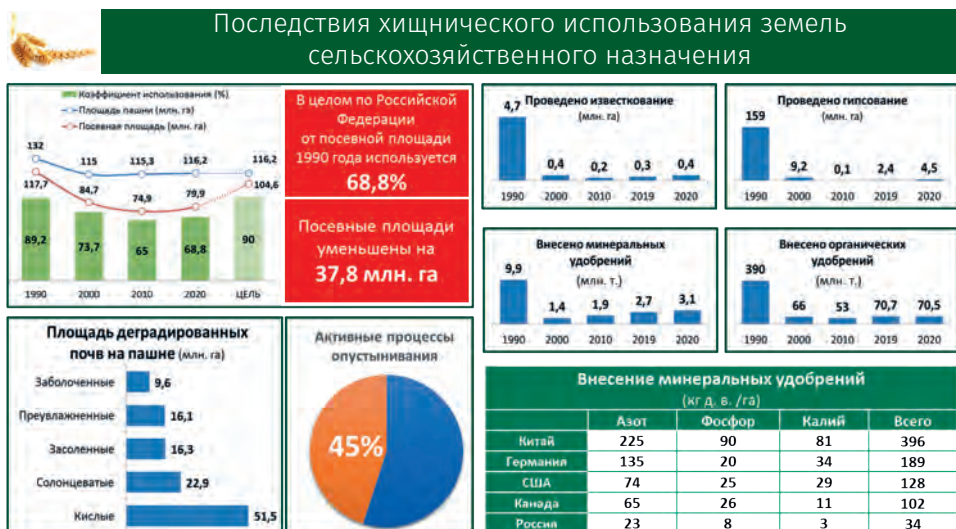 Последствия хищнического использования земель
сельскохозяйственного назначения
Коэффициент использования (%)
Площадь пашни (млн. га)
Посевная площадь (млн. га)
132 115 115,3 116,2 116,2
117,7 84,7 74,9 79,9 104,6
89,2 73,7 65 68,8 90
1990 2000 2010 2020 ЦЕЛЬ
В целом по Российской
Федерации
от посевной площади
1990 года используется
68,8%
Посевные площади
уменьшены на
37,8 млн. га
Проведено известкование
(млн. га)
4,7 0,4 0,2 0,3 0,4
1990 2000 2010 2019 2020
Проведено гипсование
(млн. га)
159 9,2 0,1 2,4 4,5
1990 2000 2010 2019 2020
Внесено минеральных
удобрений
(млн. т.)
9,9 1,4 1,9 2,7 3,1
1990 2000 2010 2019 2020
Внесено органических
удобрений
(млн. т.)
390 66 53 70,7 70,5
1990 2000 2010 2019 2020
Площадь деградированных
почв на пашне (млн. га)
Заболоченные 9,6
Преувлажненные 16,1
Засоленные 16,3
Солонцеватые 22,9
Кислые 51,5
Активные процессы
опустынивания
45%
Внесение минеральных удобрений
(кг д. в. /га)
Азот Фосфор Калий Всего
Китай 225 90 81 396
Германия 135 20 34 189
США 74 25 29 128
Канада 65 26 11 102
Россия 23 8 3 34